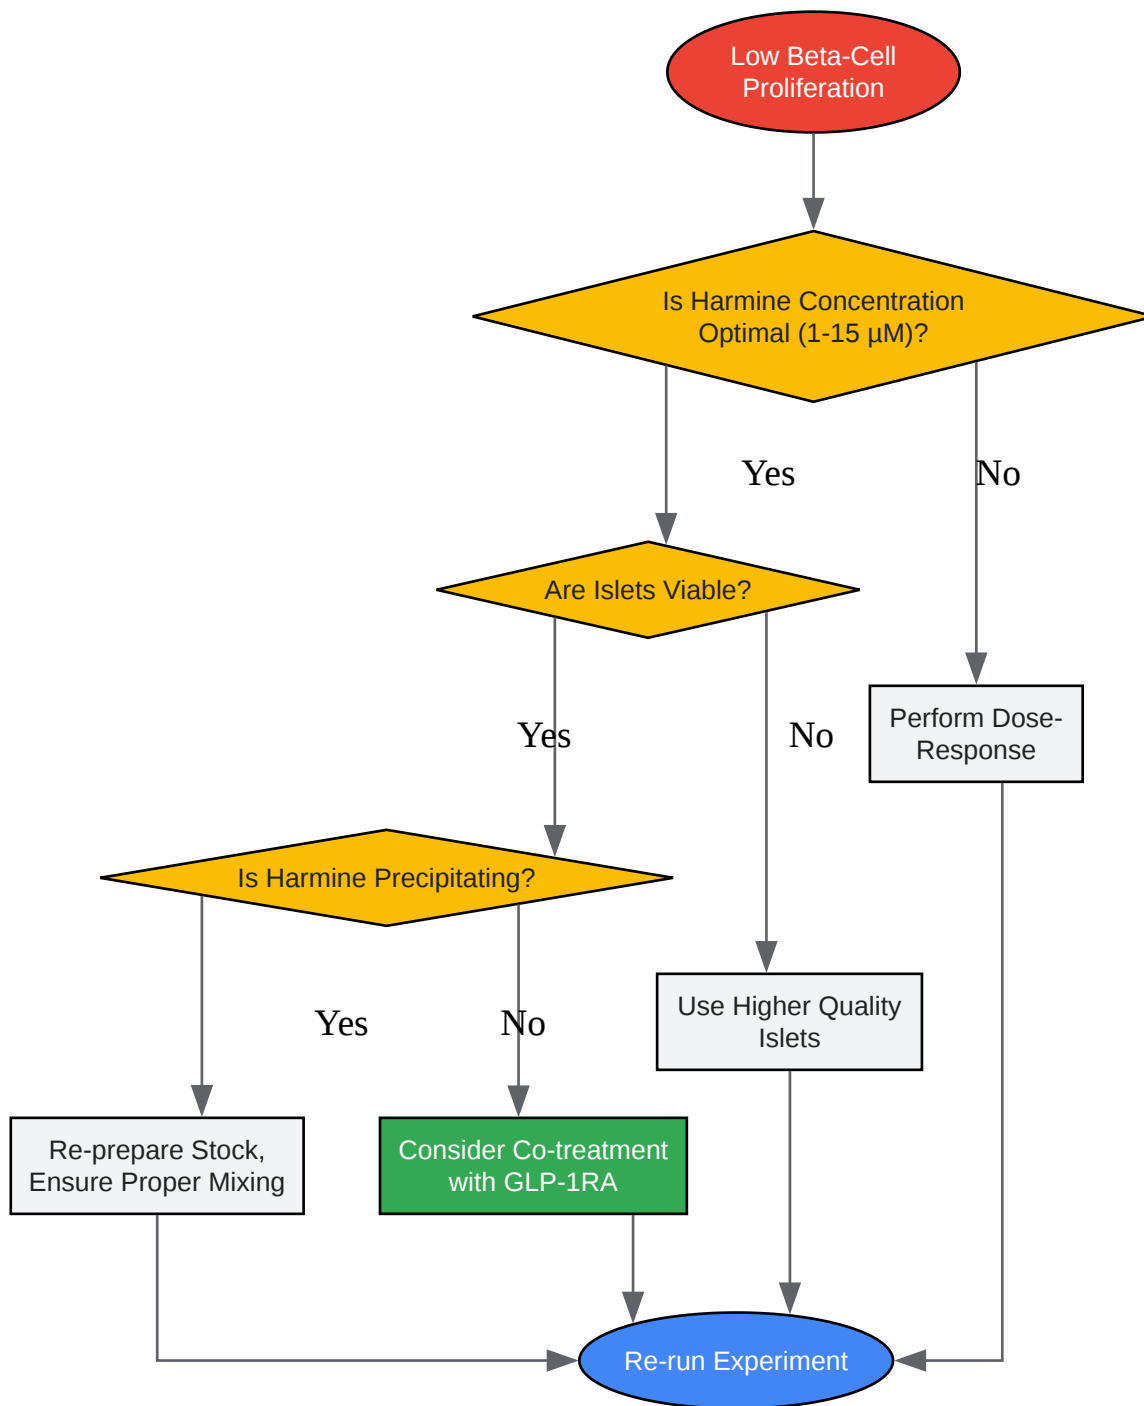 Low Beta-Cell
Proliferation
Is Harmine Concentration
Optimal (1-15 µM)?
Yes
No
Are Islets Viable?
Perform Dose-
Response
Yes
No
Is Harmine Precipitating?
Use Higher Quality
Islets
Yes
No
Re-prepare Stock,
Ensure Proper Mixing
Consider Co-treatment
with GLP-1RA
Re-run Experiment